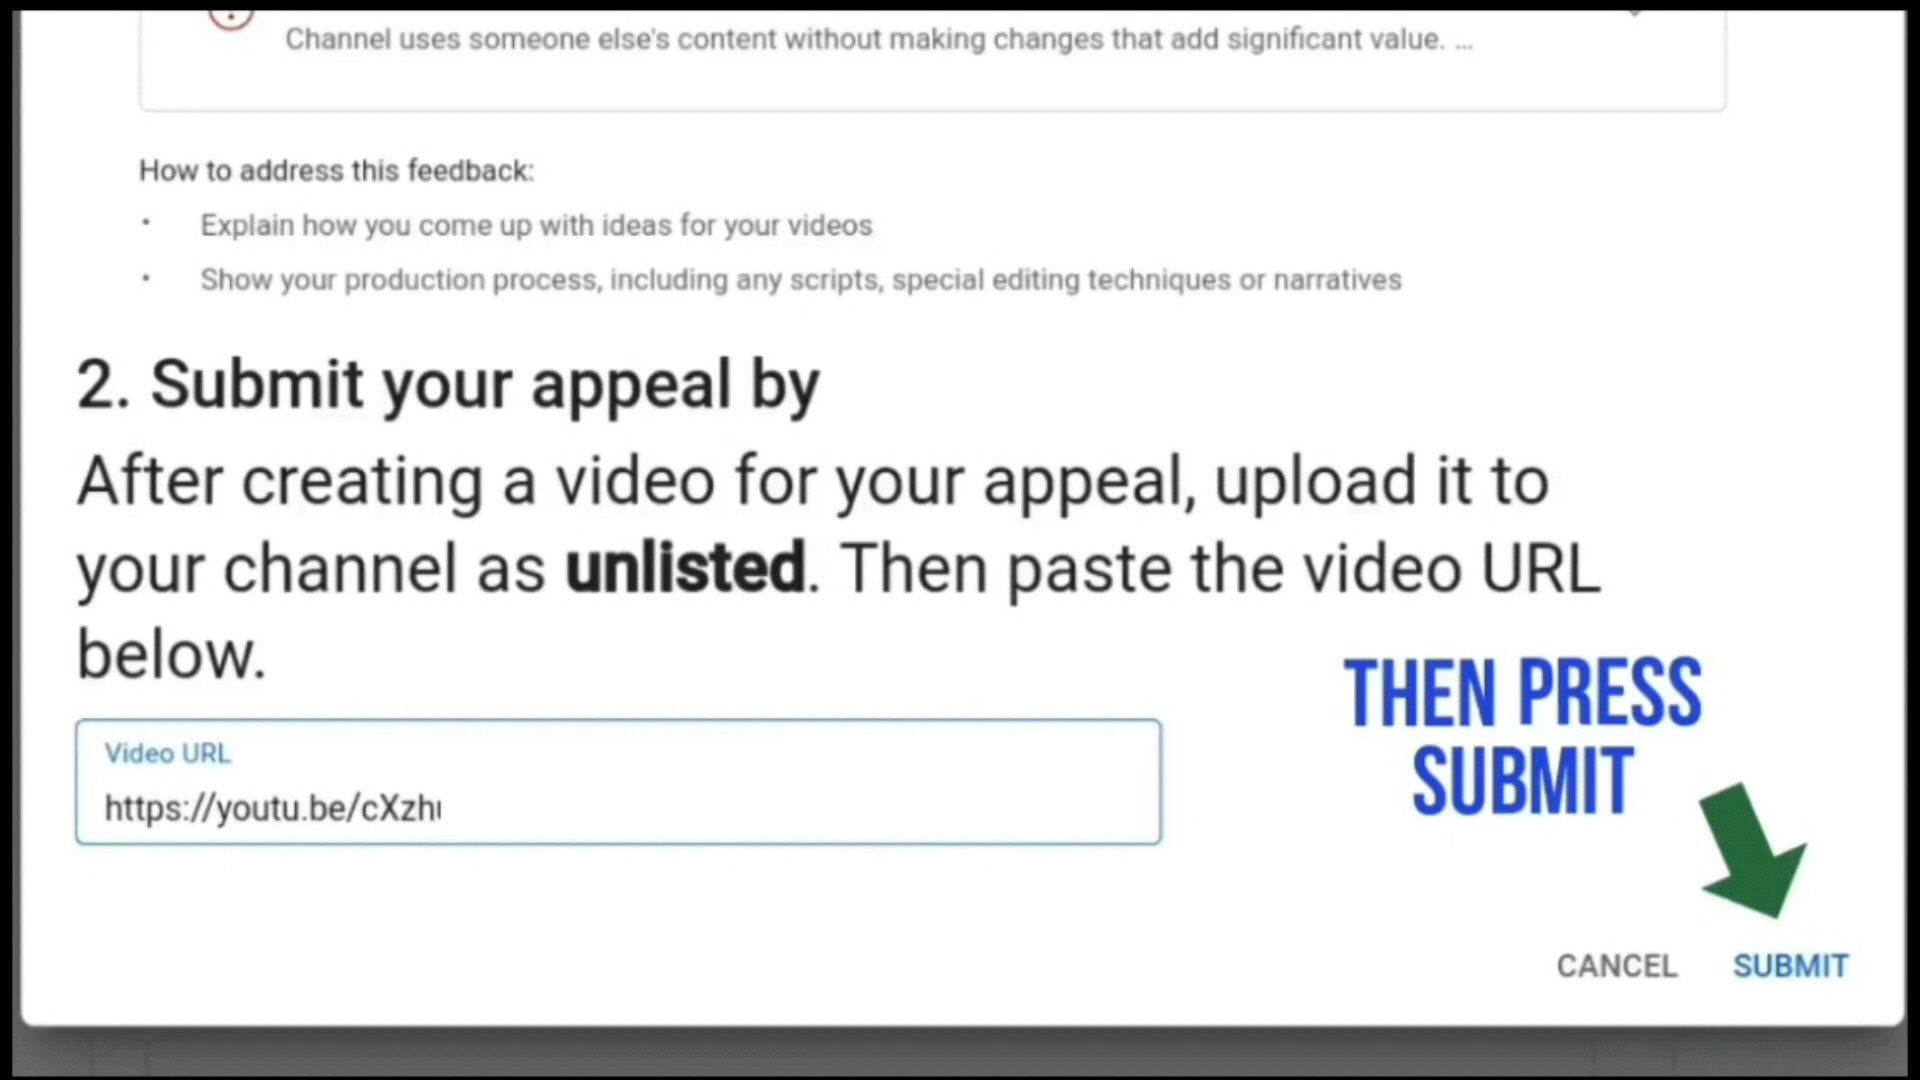 Channel uses someone else's content without making changes that add significant value. ...
How to address this feedback:
• Explain how you come up with ideas for your videos
• Show your production process, including any scripts, special editing techniques or narratives
2. Submit your appeal by
After creating a video for your appeal, upload it to
your channel as unlisted. Then paste the video URL
below.
THEN PRESS
SUBMIT
Video URL
https://youtu.be/cXzh
CANCEL SUBMIT